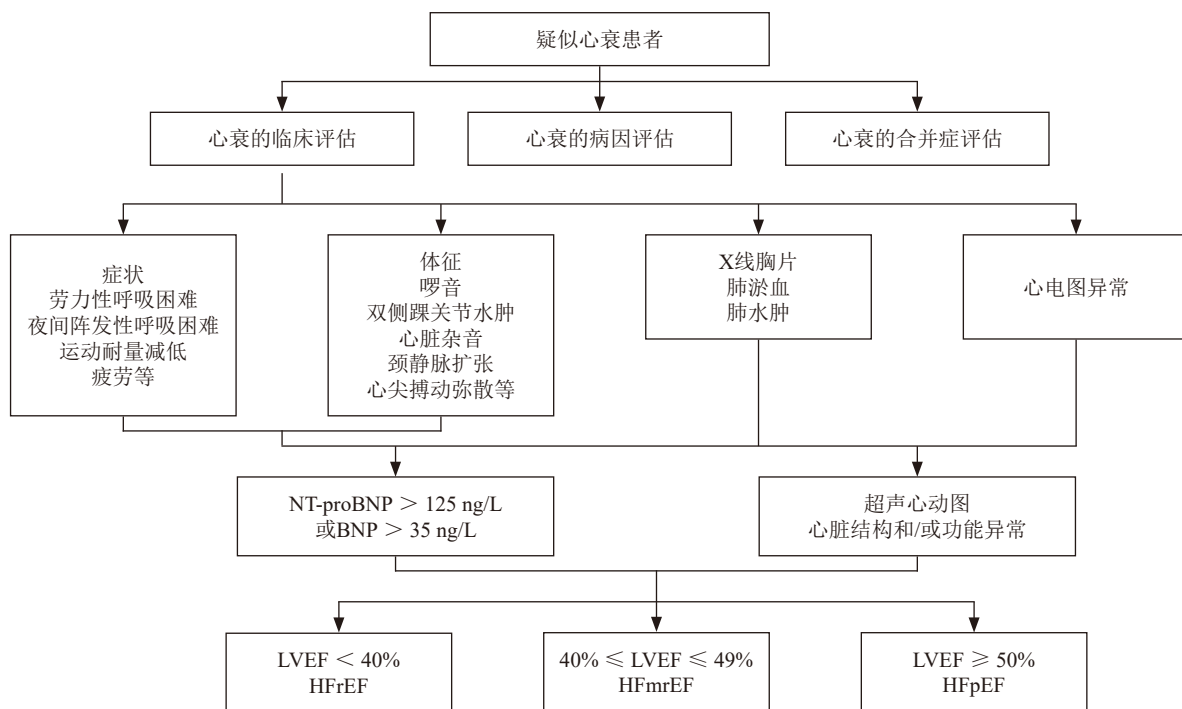 疑似心衰患者
心衰的临床评估
心衰的病因评估
心衰的合并症评估
症状
劳力性呼吸困难
夜间阵发性呼吸困难
运动耐量减低
疲劳等
体征
啰音
双侧踝关节水肿
心脏杂音
颈静脉扩张
心尖搏动弥散等
X线胸片
肺淤血
肺水肿
心电图异常
NT-proBNP > 125 ng/L
或BNP > 35 ng/L
超声心动图
心脏结构和/或功能异常
LVEF < 40%
HFrEF
40% ≤ LVEF ≤ 49%
HFmrEF
LVEF ≥ 50%
HFpEF